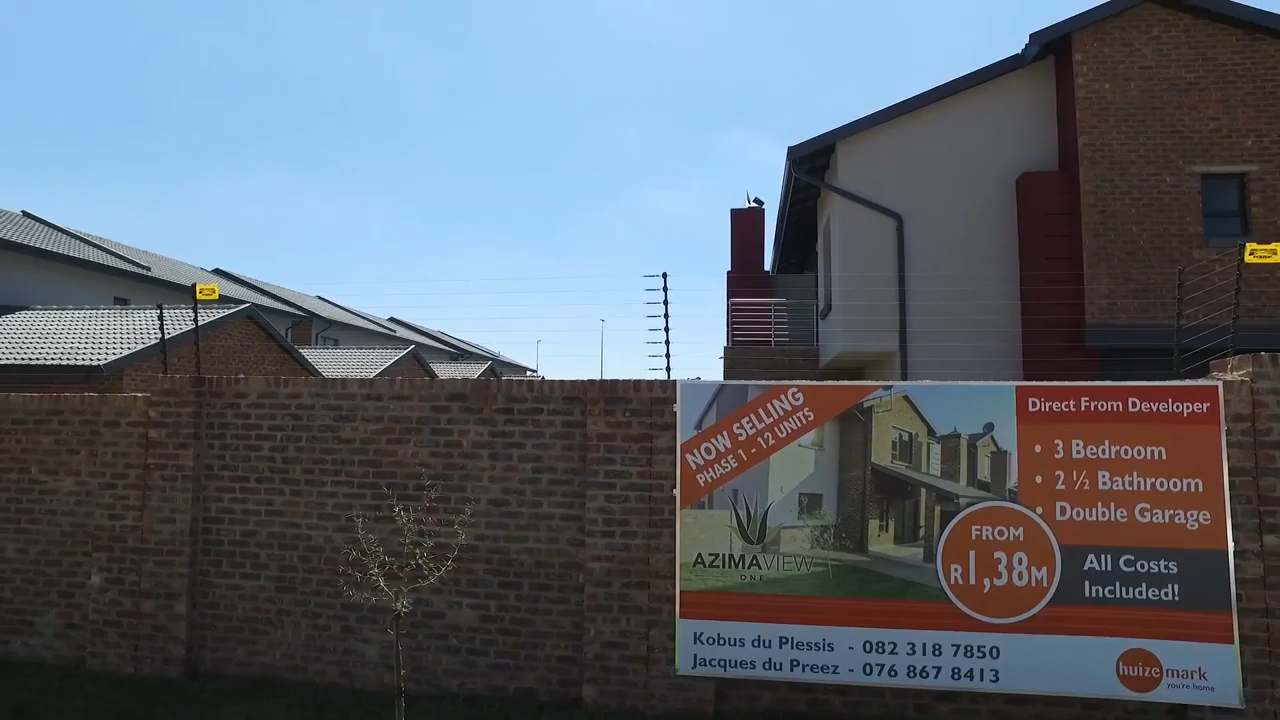 NOW SELLING
PHASE 1 - 12 UNITS
AZIMAVIEW
ONE
Direct From Developer
• 3 Bedroom
• 2 ½ Bathroom
• Double Garage
FROM
R1,38M
All Costs
Included!
Kobus du Plessis - 082 318 7850
Jacques du Preez - 076 867 8413
huizemark
you're home